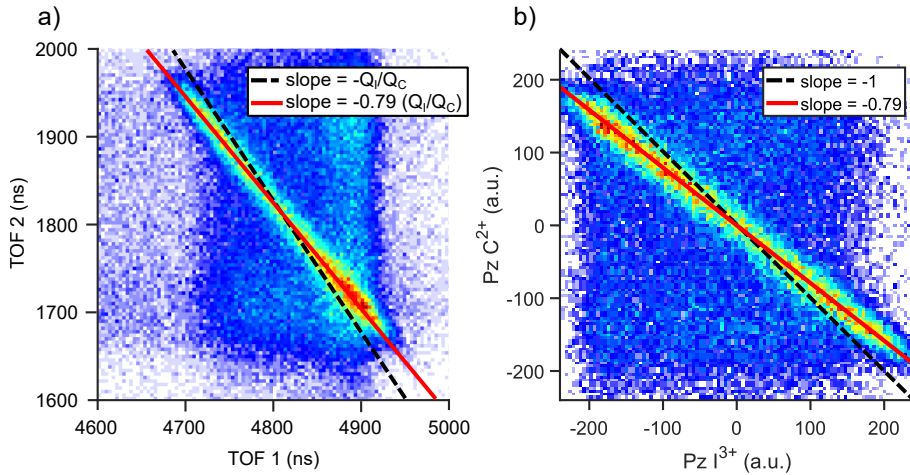 a)
2000
1900
1800
1700
1600
TOF 2 (ns)
slope = -Q_I/Q_C
slope = -0.79 (Q_I/Q_C)
4600 4700 4800 4900 5000
TOF 1 (ns)
b)
200
100
0
-100
-200
Pz C²⁺ (a.u.)
slope = -1
slope = -0.79
-200 -100 0 100 200
Pz I³⁺ (a.u.)